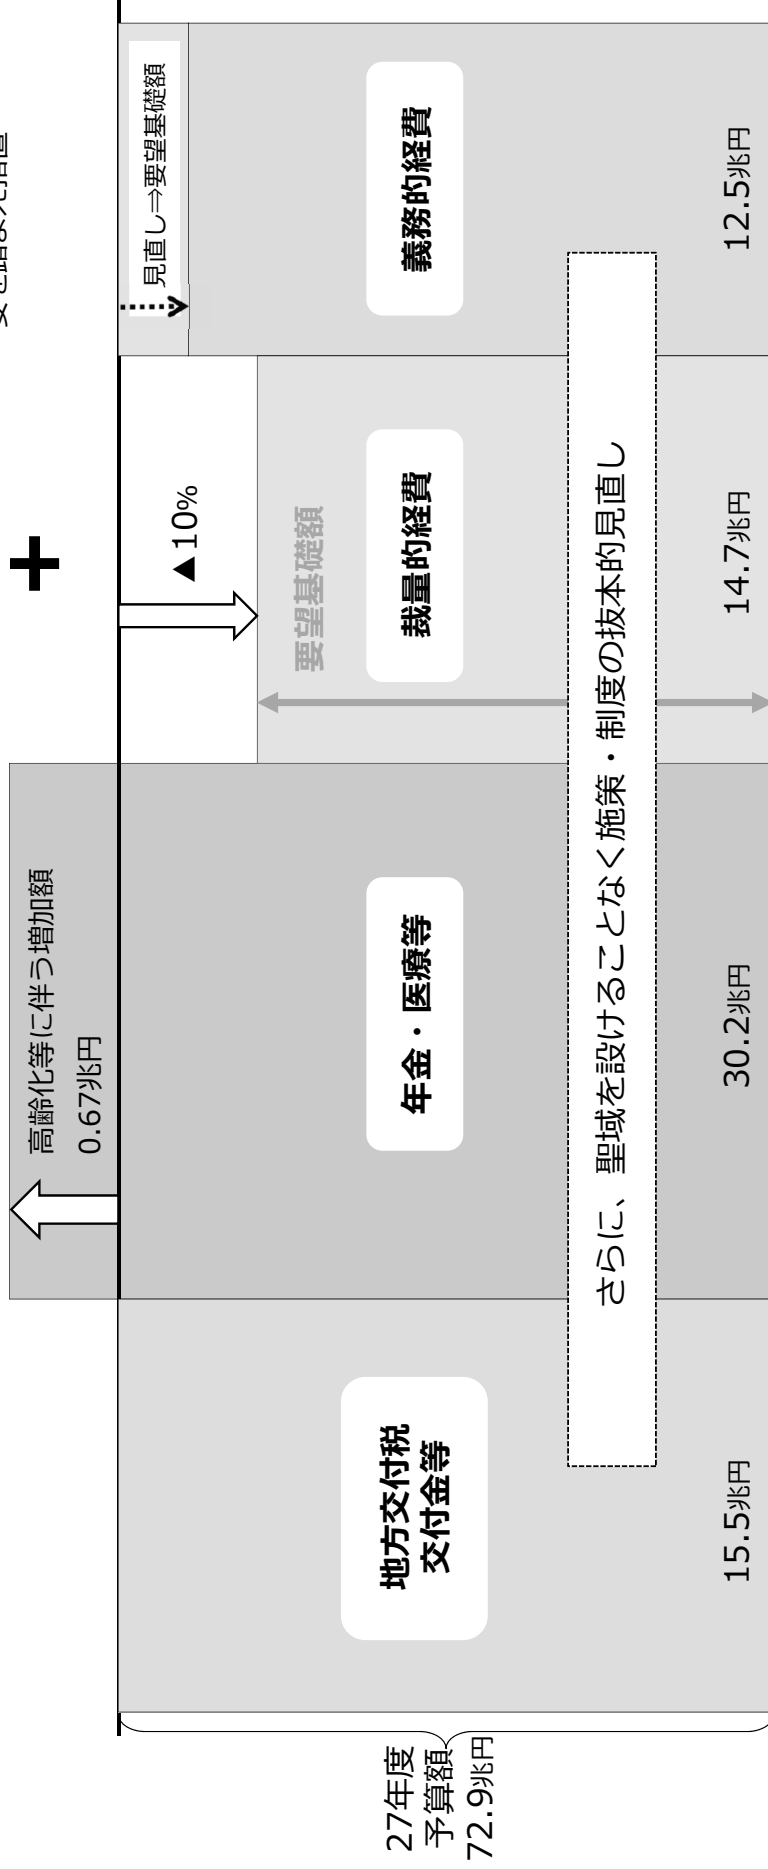 高齢化等に伴う増加額
0.67兆円
+
▲10%
見直し⇒要望基礎額
要望基礎額
27年度
予算額
72.9兆円
地方交付税
交付金等
年金・医療等
裁量的経費
義務的経費
さらに、聖域を設けることなく施策・制度の抜本的見直し
15.5兆円
30.2兆円
14.7兆円
12.5兆円